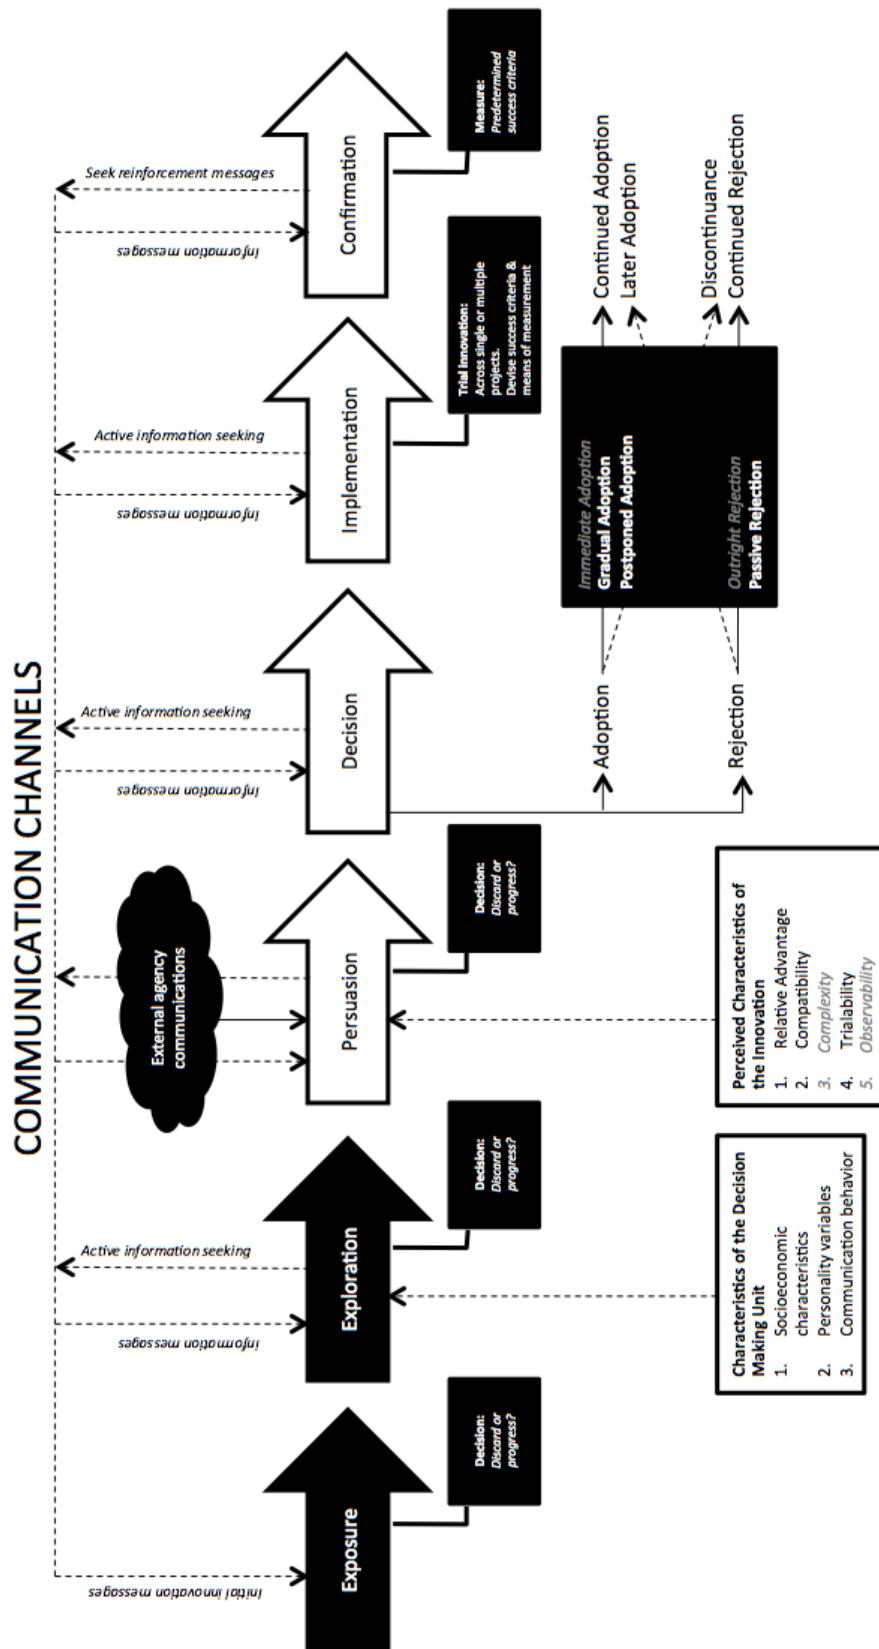 COMMUNICATION CHANNELS
Initial innovation messages
information messages
Active information seeking
External agency
communications
information messages
Active information seeking
information messages
Active information seeking
information messages
Seek reinforcement messages
Exposure
Exploration
Persuasion
Decision
Implementation
Confirmation
Decision:
Discard or
progress?
Decision:
Discard or
progress?
Decision:
Discard or
progress?
Trial innovation:
Across single or multiple
projects.
Devise success criteria &
means of measurement
Measure:
Predetermined
success criteria
Adoption
Rejection
Immediate Adoption
Gradual Adoption
Postponed Adoption
Outright Rejection
Passive Rejection
Continued Adoption
Later Adoption
Discontinuance
Continued Rejection
Characteristics of the Decision
Making Unit
1. Socioeconomic
characteristics
2. Personality variables
3. Communication behavior
Perceived Characteristics of
the Innovation
1. Relative Advantage
2. Compatibility
3. Complexity
4. Trialability
5. Observability